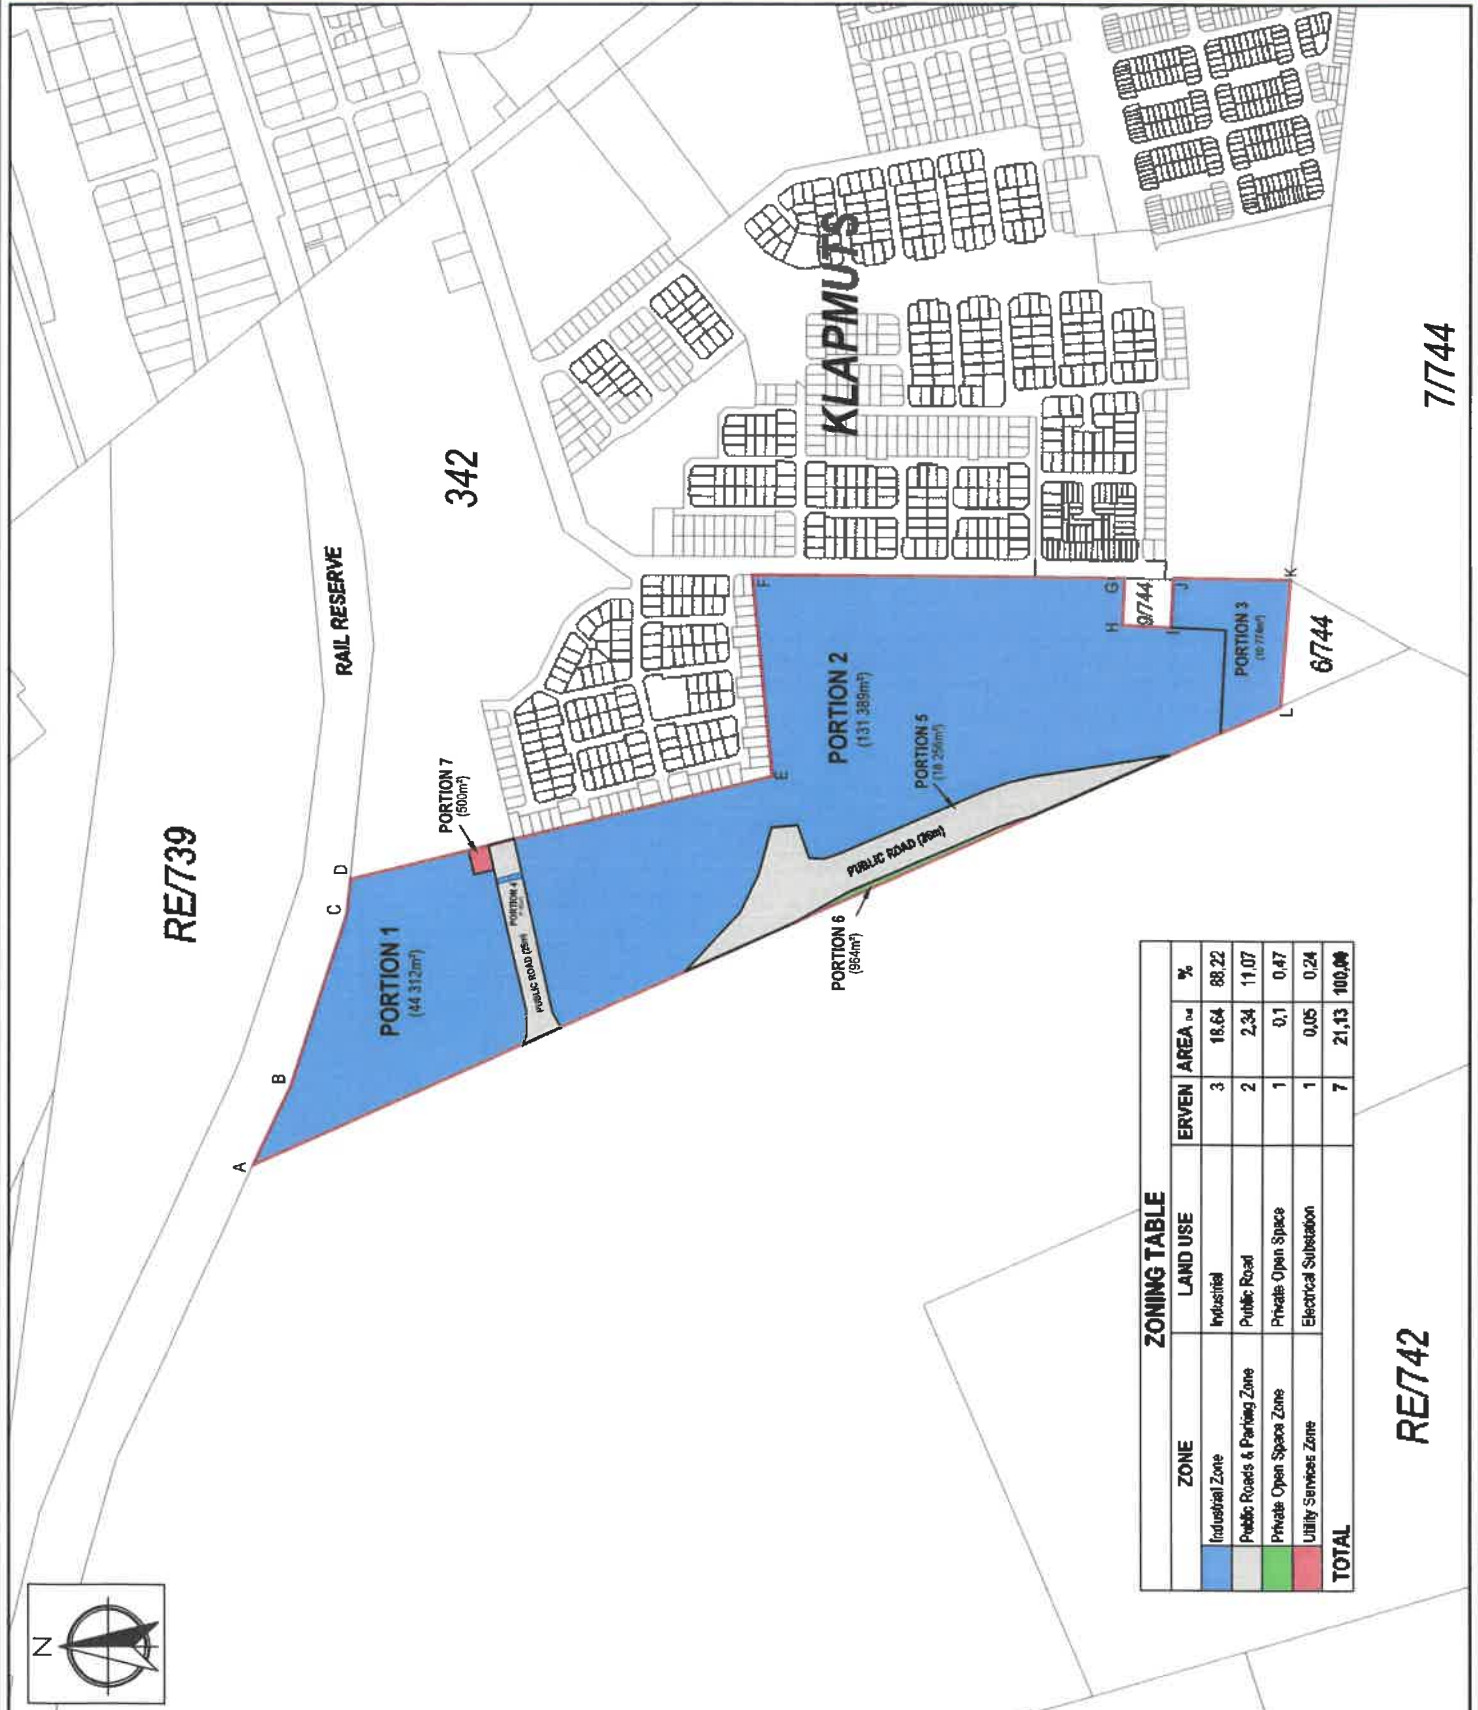 N
RE/739
RAIL RESERVE
342
KLAPMUTS
7/744
6/744
9/744
RE/742
A
B
C
D
E
F
G
H
I
J
K
L
PORTION 1
(44 312m²)
PORTION 7
(500m²)
PORTION 4
PUBLIC ROAD (25m)
PORTION 2
(131 389m²)
PORTION 5
PUBLIC ROAD
PORTION 6
(964m²)
PORTION 3
ZONING TABLE
ZONE LAND USE ERVEN AREA %
Industrial Zone Industrial 3 18,64 88,22
Public Roads & Parking Zone Public Road 2 2,34 11,07
Private Open Space Zone Private Open Space 1 0,1 0,47
Utility Services Zone Electrical Substation 1 0,05 0,24
TOTAL 7 21,13